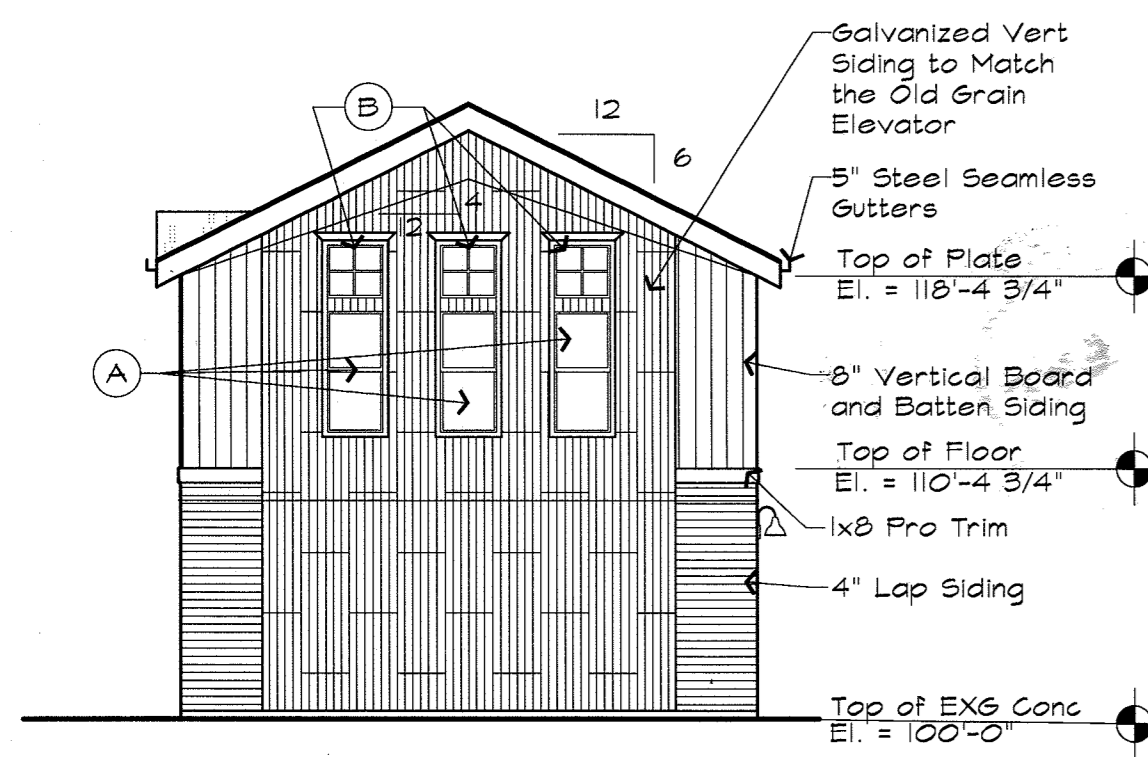 Galvanized Vert
Siding to Match
the Old Grain
Elevator
B
12
6
5" Steel Seamless
Gutters
4
12
Top of Plate
El. = 118'-4 3/4"
A
8" Vertical Board
and Batten Siding
Top of Floor
El. = 110'-4 3/4"
1x8 Pro Trim
4" Lap Siding
Top of EXG Conc
El. = 100'-0"